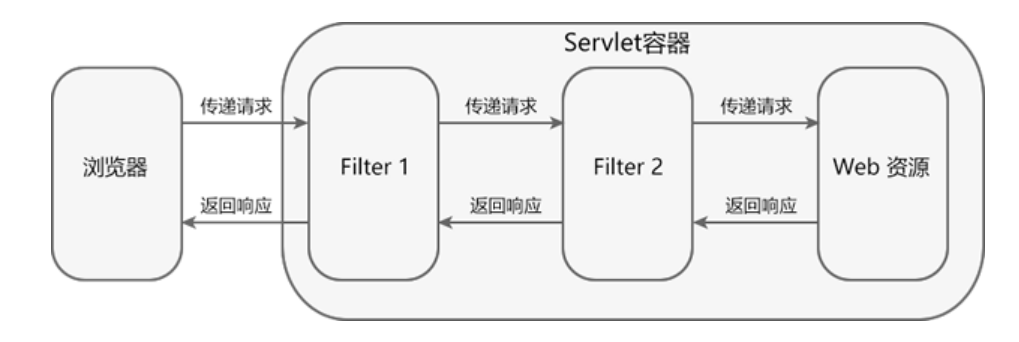 Servlet容器
传递请求
传递请求
传递请求
浏览器
Filter 1
Filter 2
Web 资源
返回响应
返回响应
返回响应